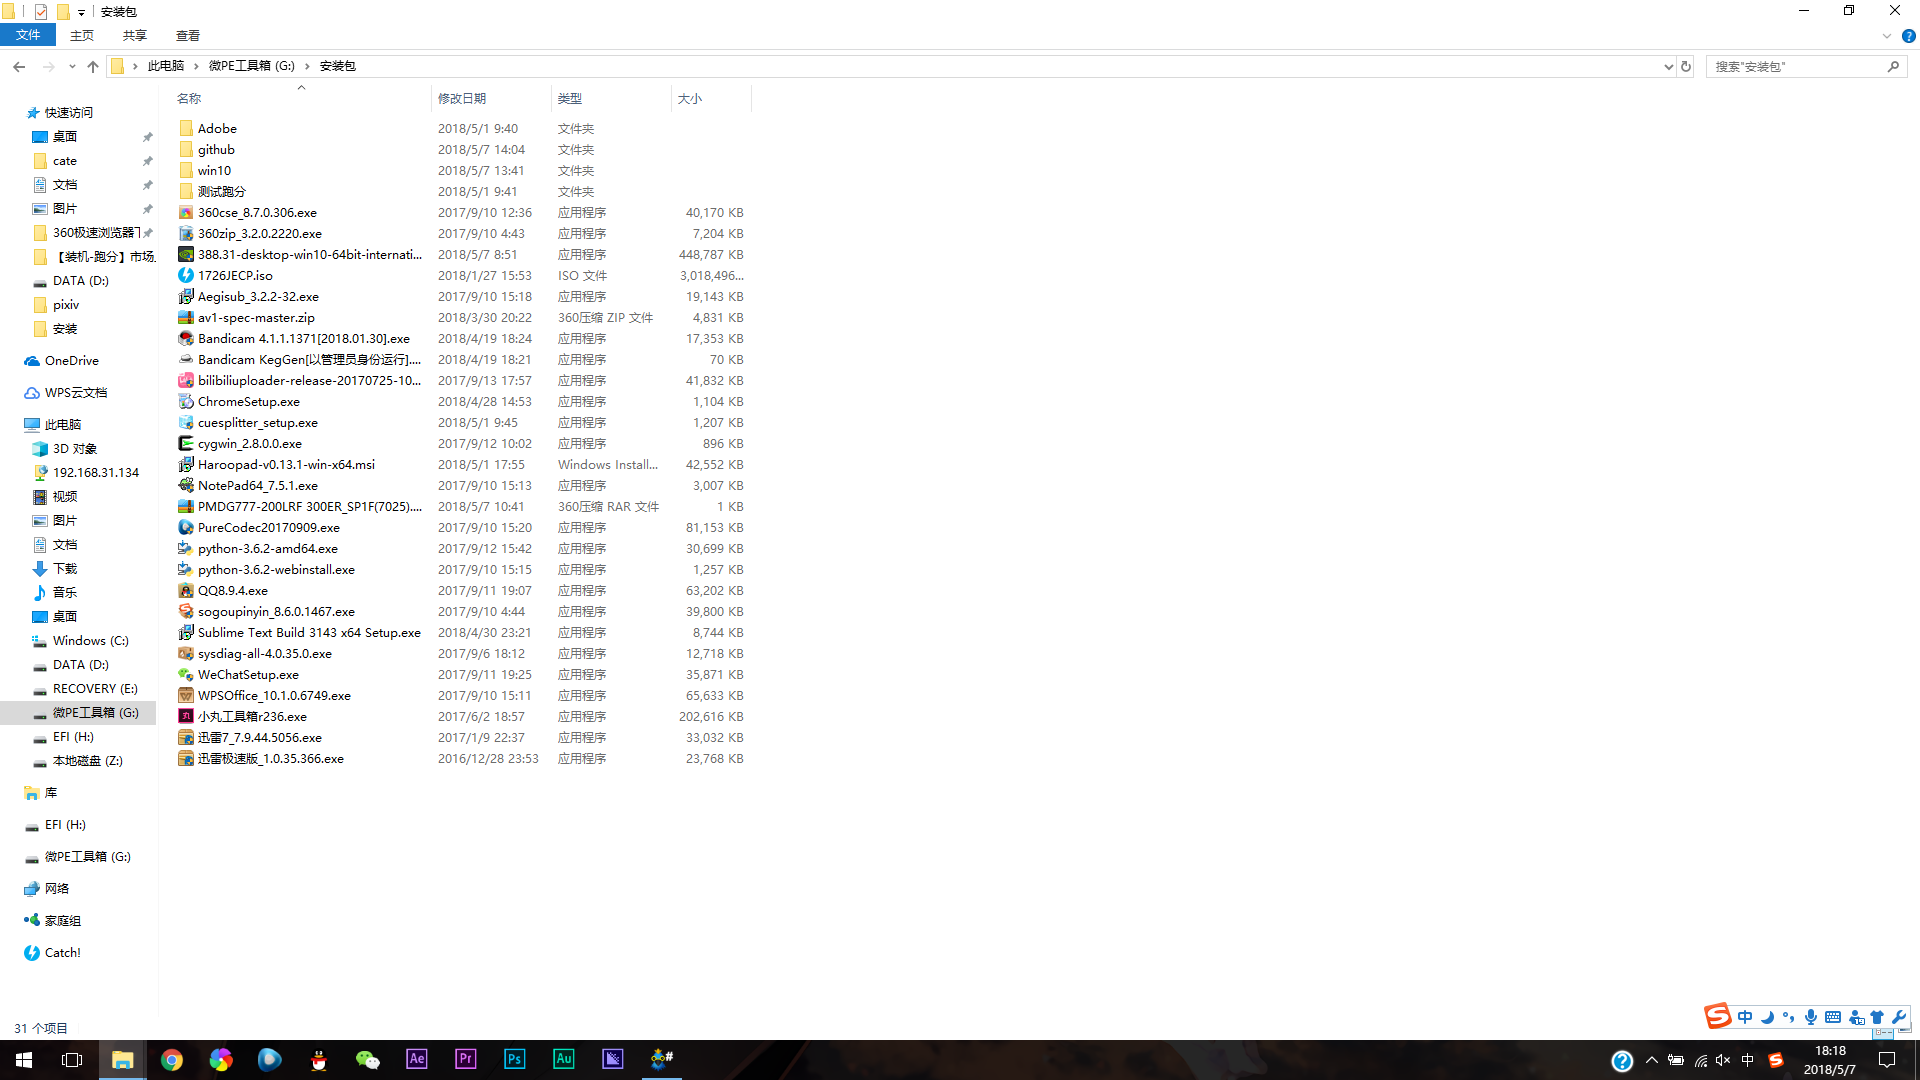 安装包
文件 主页 共享 查看
此电脑 微PE工具箱 (G:) 安装包 搜索"安装包"
名称 修改日期 类型 大小
快速访问
桌面
cate
文档
图片
360极速浏览器下
【装机-跑分】市场
DATA (D:)
pixiv
安装
OneDrive
WPS云文档
此电脑
3D 对象
192.168.31.134
视频
图片
文档
下载
音乐
桌面
Windows (C:)
DATA (D:)
RECOVERY (E:)
微PE工具箱 (G:)
EFI (H:)
本地磁盘 (Z:)
库
EFI (H:)
微PE工具箱 (G:)
网络
家庭组
Catch!
Adobe 2018/5/1 9:40 文件夹
github 2018/5/7 14:04 文件夹
win10 2018/5/7 13:41 文件夹
测试跑分 2018/5/1 9:41 文件夹
360cse_8.7.0.306.exe 2017/9/10 12:36 应用程序 40,170 KB
360zip_3.2.0.2220.exe 2017/9/10 4:43 应用程序 7,204 KB
388.31-desktop-win10-64bit-internati... 2018/5/7 8:51 应用程序 448,787 KB
1726JECP.iso 2018/1/27 15:53 ISO 文件 3,018,496...
Aegisub_3.2.2-32.exe 2017/9/10 15:18 应用程序 19,143 KB
av1-spec-master.zip 2018/3/30 20:22 360压缩 ZIP 文件 4,831 KB
Bandicam 4.1.1.1371[2018.01.30].exe 2018/4/19 18:24 应用程序 17,353 KB
Bandicam KegGen[以管理员身份运行].... 2018/4/19 18:21 应用程序 70 KB
bilibiliuploader-release-20170725-10... 2017/9/13 17:57 应用程序 41,832 KB
ChromeSetup.exe 2018/4/28 14:53 应用程序 1,104 KB
cuesplitter_setup.exe 2018/5/1 9:45 应用程序 1,207 KB
cygwin_2.8.0.0.exe 2017/9/12 10:02 应用程序 896 KB
Haroopad-v0.13.1-win-x64.msi 2018/5/1 17:55 Windows Install... 42,552 KB
NotePad64_7.5.1.exe 2017/9/10 15:13 应用程序 3,007 KB
PMDG777-200LRF 300ER_SP1F(7025).... 2018/5/7 10:41 360压缩 RAR 文件 1 KB
PureCodec20170909.exe 2017/9/10 15:20 应用程序 81,153 KB
python-3.6.2-amd64.exe 2017/9/12 15:42 应用程序 30,699 KB
python-3.6.2-webinstall.exe 2017/9/10 15:15 应用程序 1,257 KB
QQ8.9.4.exe 2017/9/11 19:07 应用程序 63,202 KB
sogoupinyin_8.6.0.1467.exe 2017/9/10 4:44 应用程序 39,800 KB
Sublime Text Build 3143 x64 Setup.exe 2018/4/30 23:21 应用程序 8,744 KB
sysdiag-all-4.0.35.0.exe 2017/9/6 18:12 应用程序 12,718 KB
WeChatSetup.exe 2017/9/11 19:25 应用程序 35,871 KB
WPSOffice_10.1.0.6749.exe 2017/9/10 15:11 应用程序 65,633 KB
小丸工具箱r236.exe 2017/6/2 18:57 应用程序 202,616 KB
迅雷7_7.9.44.5056.exe 2017/1/9 22:37 应用程序 33,032 KB
迅雷极速版_1.0.35.366.exe 2016/12/28 23:53 应用程序 23,768 KB
31 个项目
中
Ae Pr Ps Au
中
18:18
2018/5/7